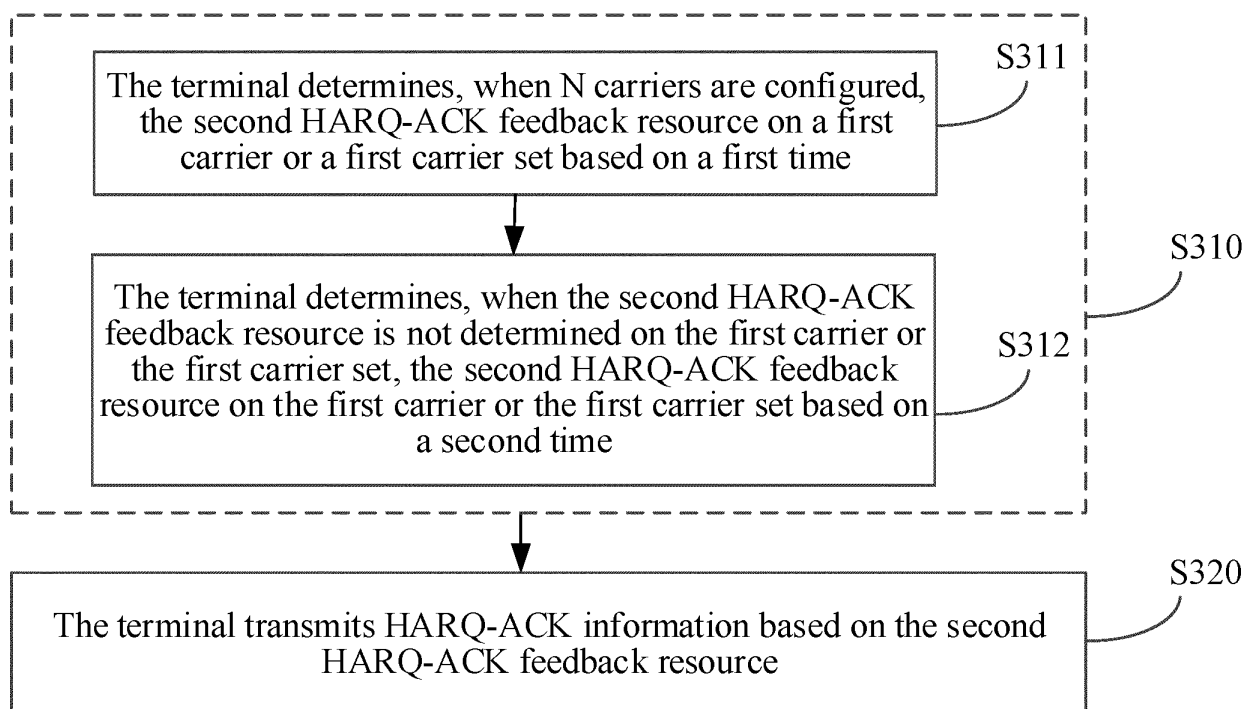 S311
The terminal determines, when N carriers are configured,
the second HARQ-ACK feedback resource on a first
carrier or a first carrier set based on a first time
S310
The terminal determines, when the second HARQ-ACK
feedback resource is not determined on the first carrier or
the first carrier set, the second HARQ-ACK feedback
resource on the first carrier or the first carrier set based on
a second time
S312
S320
The terminal transmits HARQ-ACK information based on the second
HARQ-ACK feedback resource